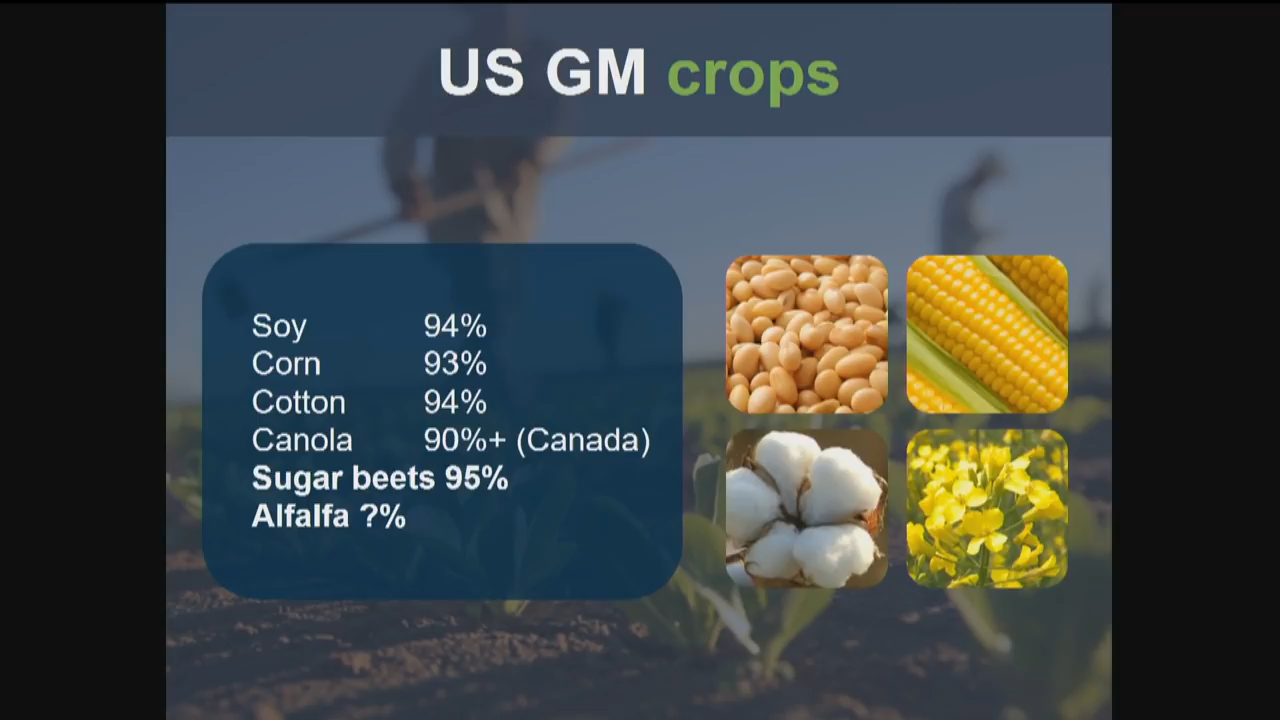 US GM crops
Soy 94%
Corn 93%
Cotton 94%
Canola 90%+ (Canada)
Sugar beets 95%
Alfalfa ?%